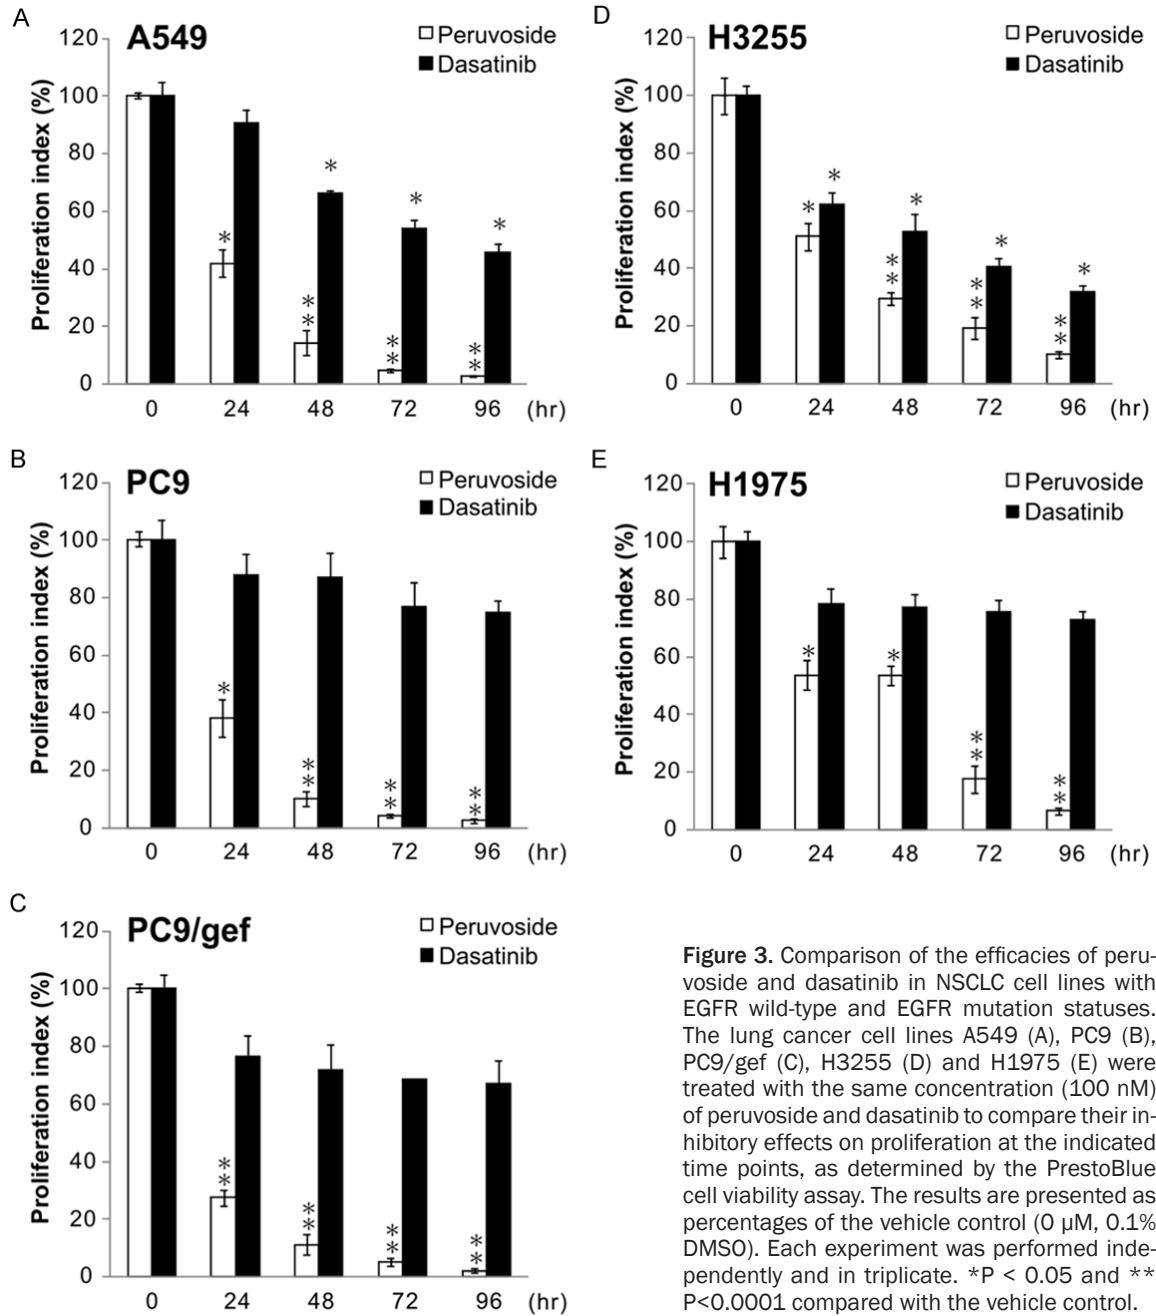 A
A549
Peruvoside
Dasatinib
Proliferation index (%)
120
100
80
60
40
20
0
*
*
*
*
**
**
**
0 24 48 72 96 (hr)
B
PC9
Peruvoside
Dasatinib
Proliferation index (%)
120
100
80
60
40
20
0
*
**
**
**
0 24 48 72 96 (hr)
C
PC9/gef
Peruvoside
Dasatinib
Proliferation index (%)
120
100
80
60
40
20
0
**
**
**
**
0 24 48 72 96 (hr)
D
H3255
Peruvoside
Dasatinib
Proliferation index (%)
120
100
80
60
40
20
0
*
*
**
*
**
*
**
*
0 24 48 72 96 (hr)
E
H1975
Peruvoside
Dasatinib
Proliferation index (%)
120
100
80
60
40
20
0
*
*
**
**
0 24 48 72 96 (hr)
Figure 3. Comparison of the efficacies of peru-
voside and dasatinib in NSCLC cell lines with
EGFR wild-type and EGFR mutation statuses.
The lung cancer cell lines A549 (A), PC9 (B),
PC9/gef (C), H3255 (D) and H1975 (E) were
treated with the same concentration (100 nM)
of peruvoside and dasatinib to compare their in-
hibitory effects on proliferation at the indicated
time points, as determined by the PrestoBlue
cell viability assay. The results are presented as
percentages of the vehicle control (0 µM, 0.1%
DMSO). Each experiment was performed inde-
pendently and in triplicate. *P < 0.05 and **
P<0.0001 compared with the vehicle control.